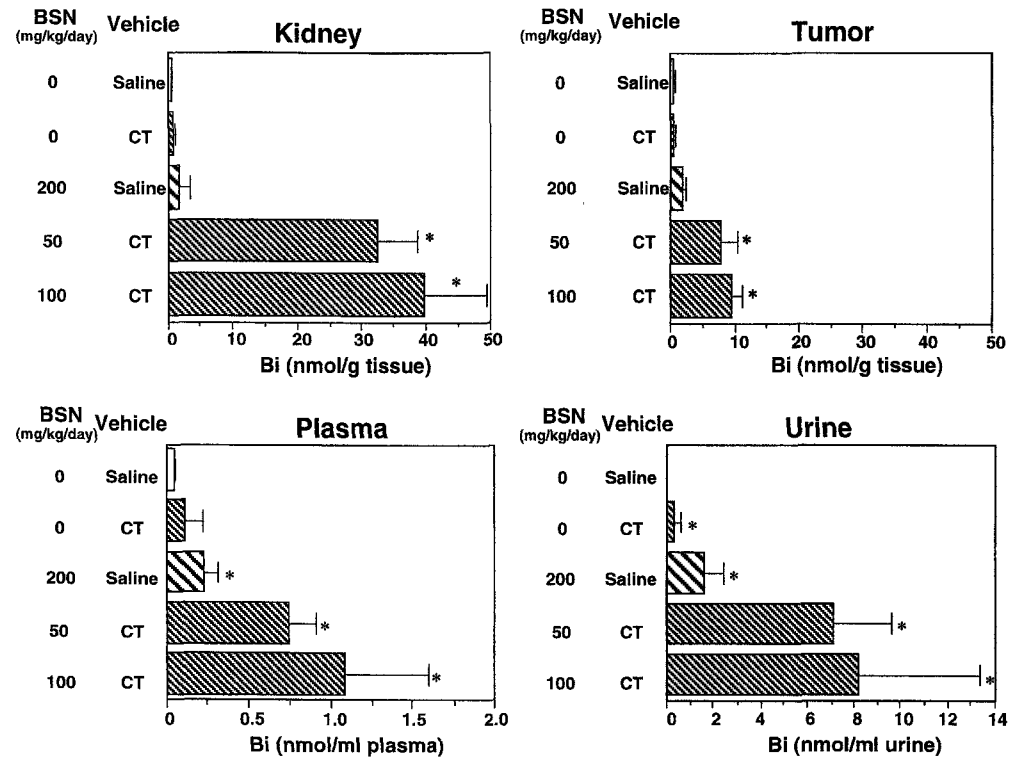 BSN Vehicle Kidney
(mg/kg/day)
0 Saline
0 CT
200 Saline
50 CT *
100 CT *
0 10 20 30 40 50
Bi (nmol/g tissue)
BSN Vehicle Tumor
(mg/kg/day)
0 Saline
0 CT
200 Saline
50 CT *
100 CT *
0 10 20 30 40 50
Bi (nmol/g tissue)
BSN Vehicle Plasma
(mg/kg/day)
0 Saline
0 CT
200 Saline *
50 CT *
100 CT *
0 0.5 1.0 1.5 2.0
Bi (nmol/ml plasma)
BSN Vehicle Urine
(mg/kg/day)
0 Saline
0 CT *
200 Saline *
50 CT *
100 CT *
0 2 4 6 8 10 12 14
Bi (nmol/ml urine)